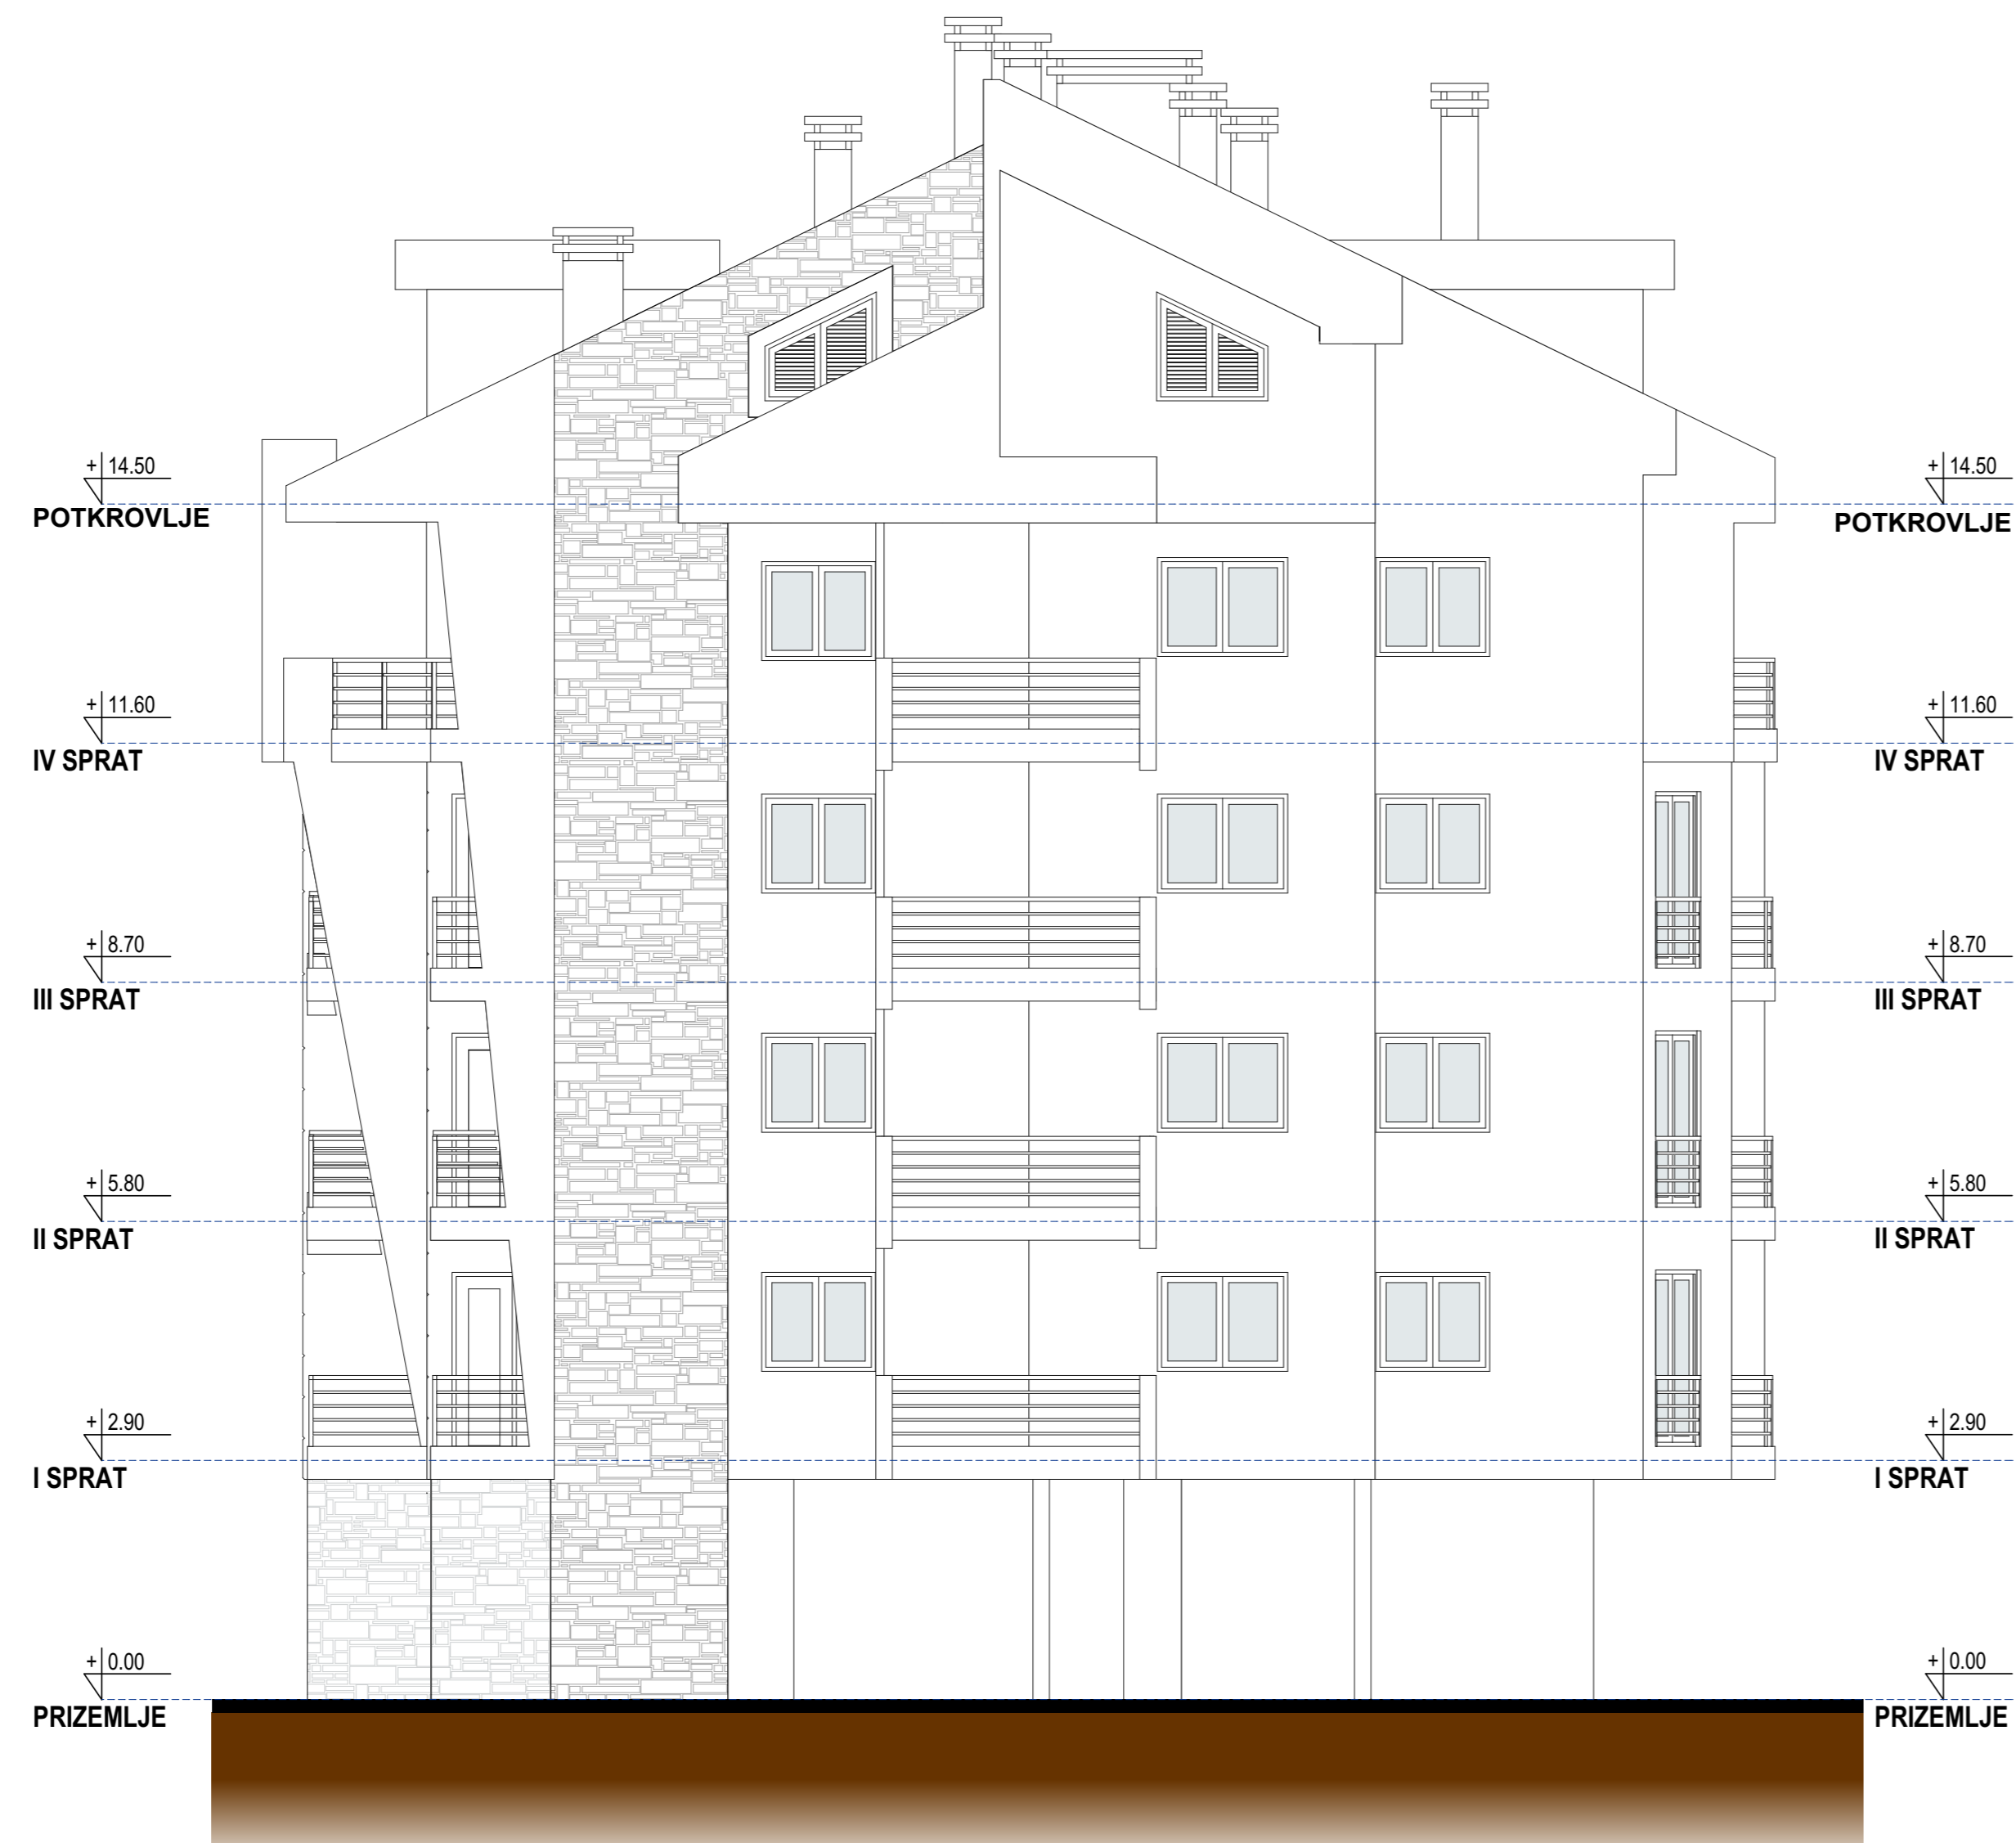 + 14.50
POTKROVLJE
+ 14.50
POTKROVLJE
+ 11.60
IV SPRAT
+ 11.60
IV SPRAT
+ 8.70
III SPRAT
+ 8.70
III SPRAT
+ 5.80
II SPRAT
+ 5.80
II SPRAT
+ 2.90
I SPRAT
+ 2.90
I SPRAT
+ 0.00
PRIZEMLJE
+ 0.00
PRIZEMLJE